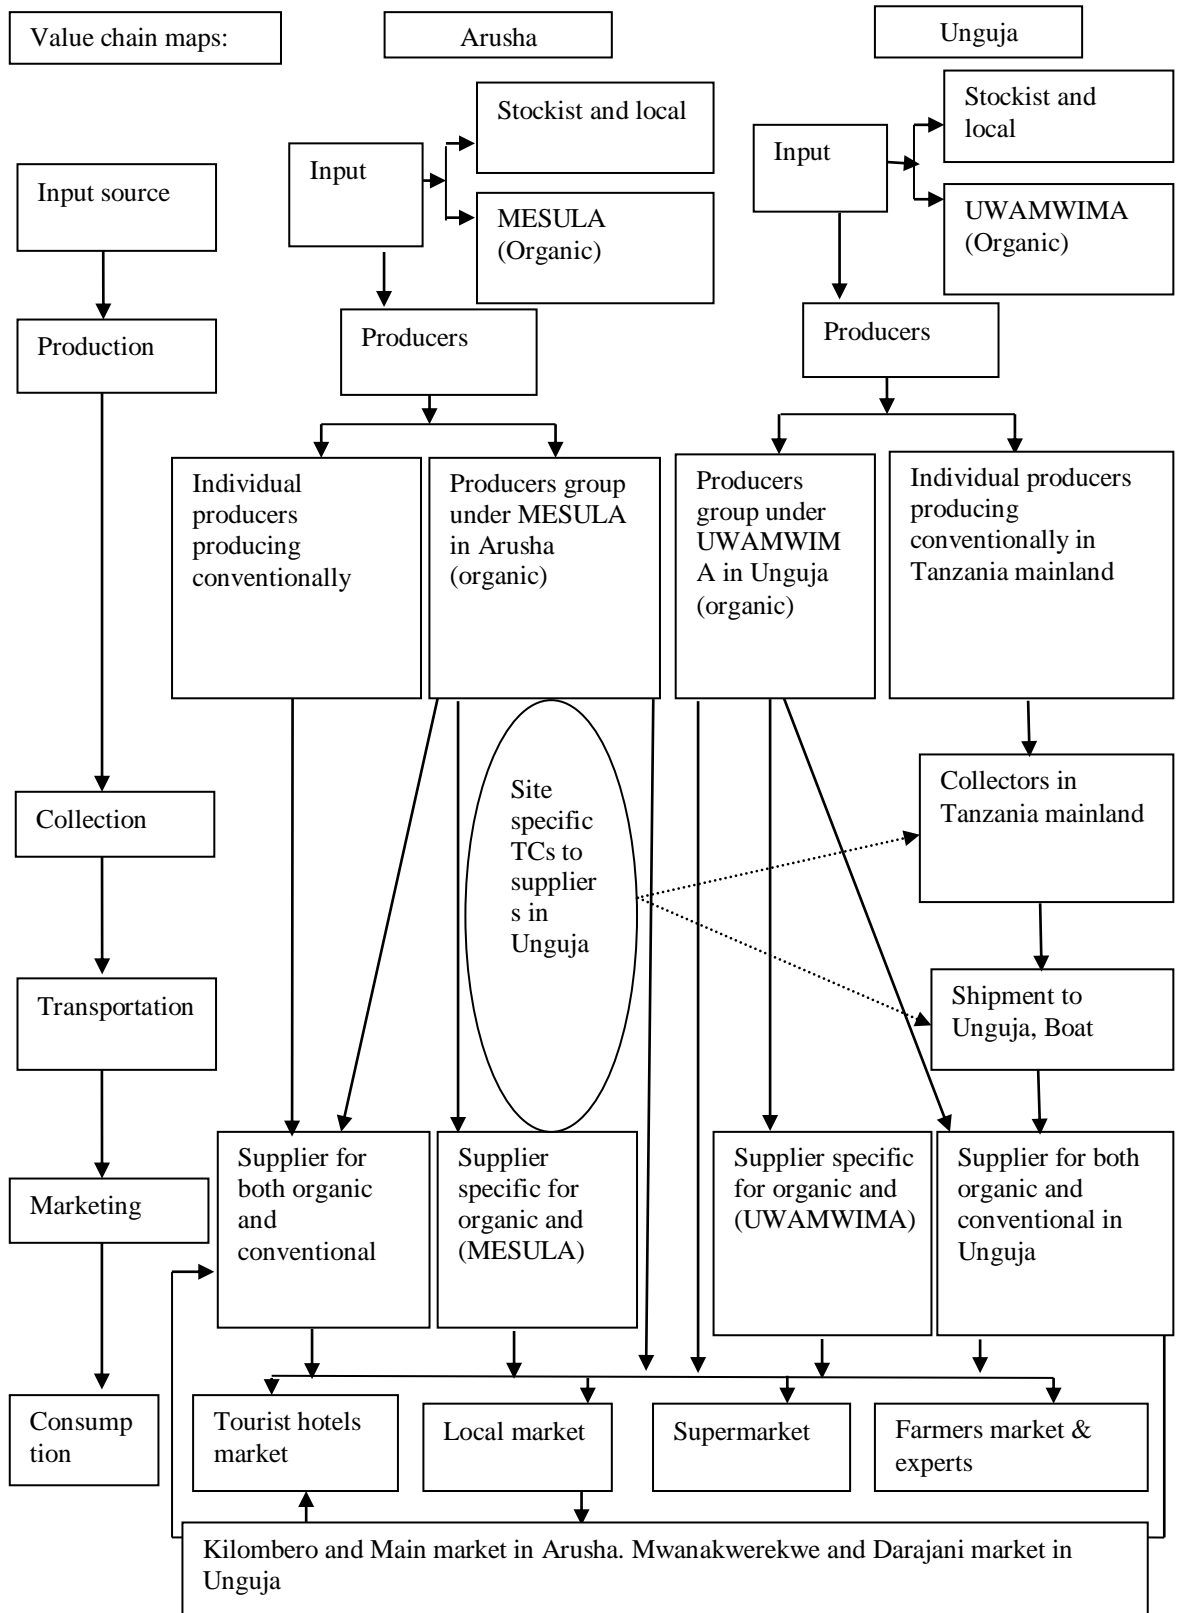 Value chain maps:
Arusha
Unguja
Stockist and local
Stockist and
local
Input
Input
Input source
MESULA
(Organic)
UWAMWIMA
(Organic)
Production
Producers
Producers
Individual
producers
producing
conventionally
Producers group
under MESULA
in Arusha
(organic)
Producers
group under
UWAMWIM
A in Unguja
(organic)
Individual producers
producing
conventionally in
Tanzania mainland
Collection
Site
specific
TCs to
supplier
s in
Unguja
Collectors in
Tanzania mainland
Transportation
Shipment to
Unguja, Boat
Marketing
Supplier for
both organic
and
conventional
Supplier
specific for
organic and
(MESULA)
Supplier specific
for organic and
(UWAMWIMA)
Supplier for both
organic and
conventional in
Unguja
Consump
tion
Tourist hotels
market
Local market
Supermarket
Farmers market &
experts
Kilombero and Main market in Arusha. Mwanakwerekwe and Darajani market in
Unguja